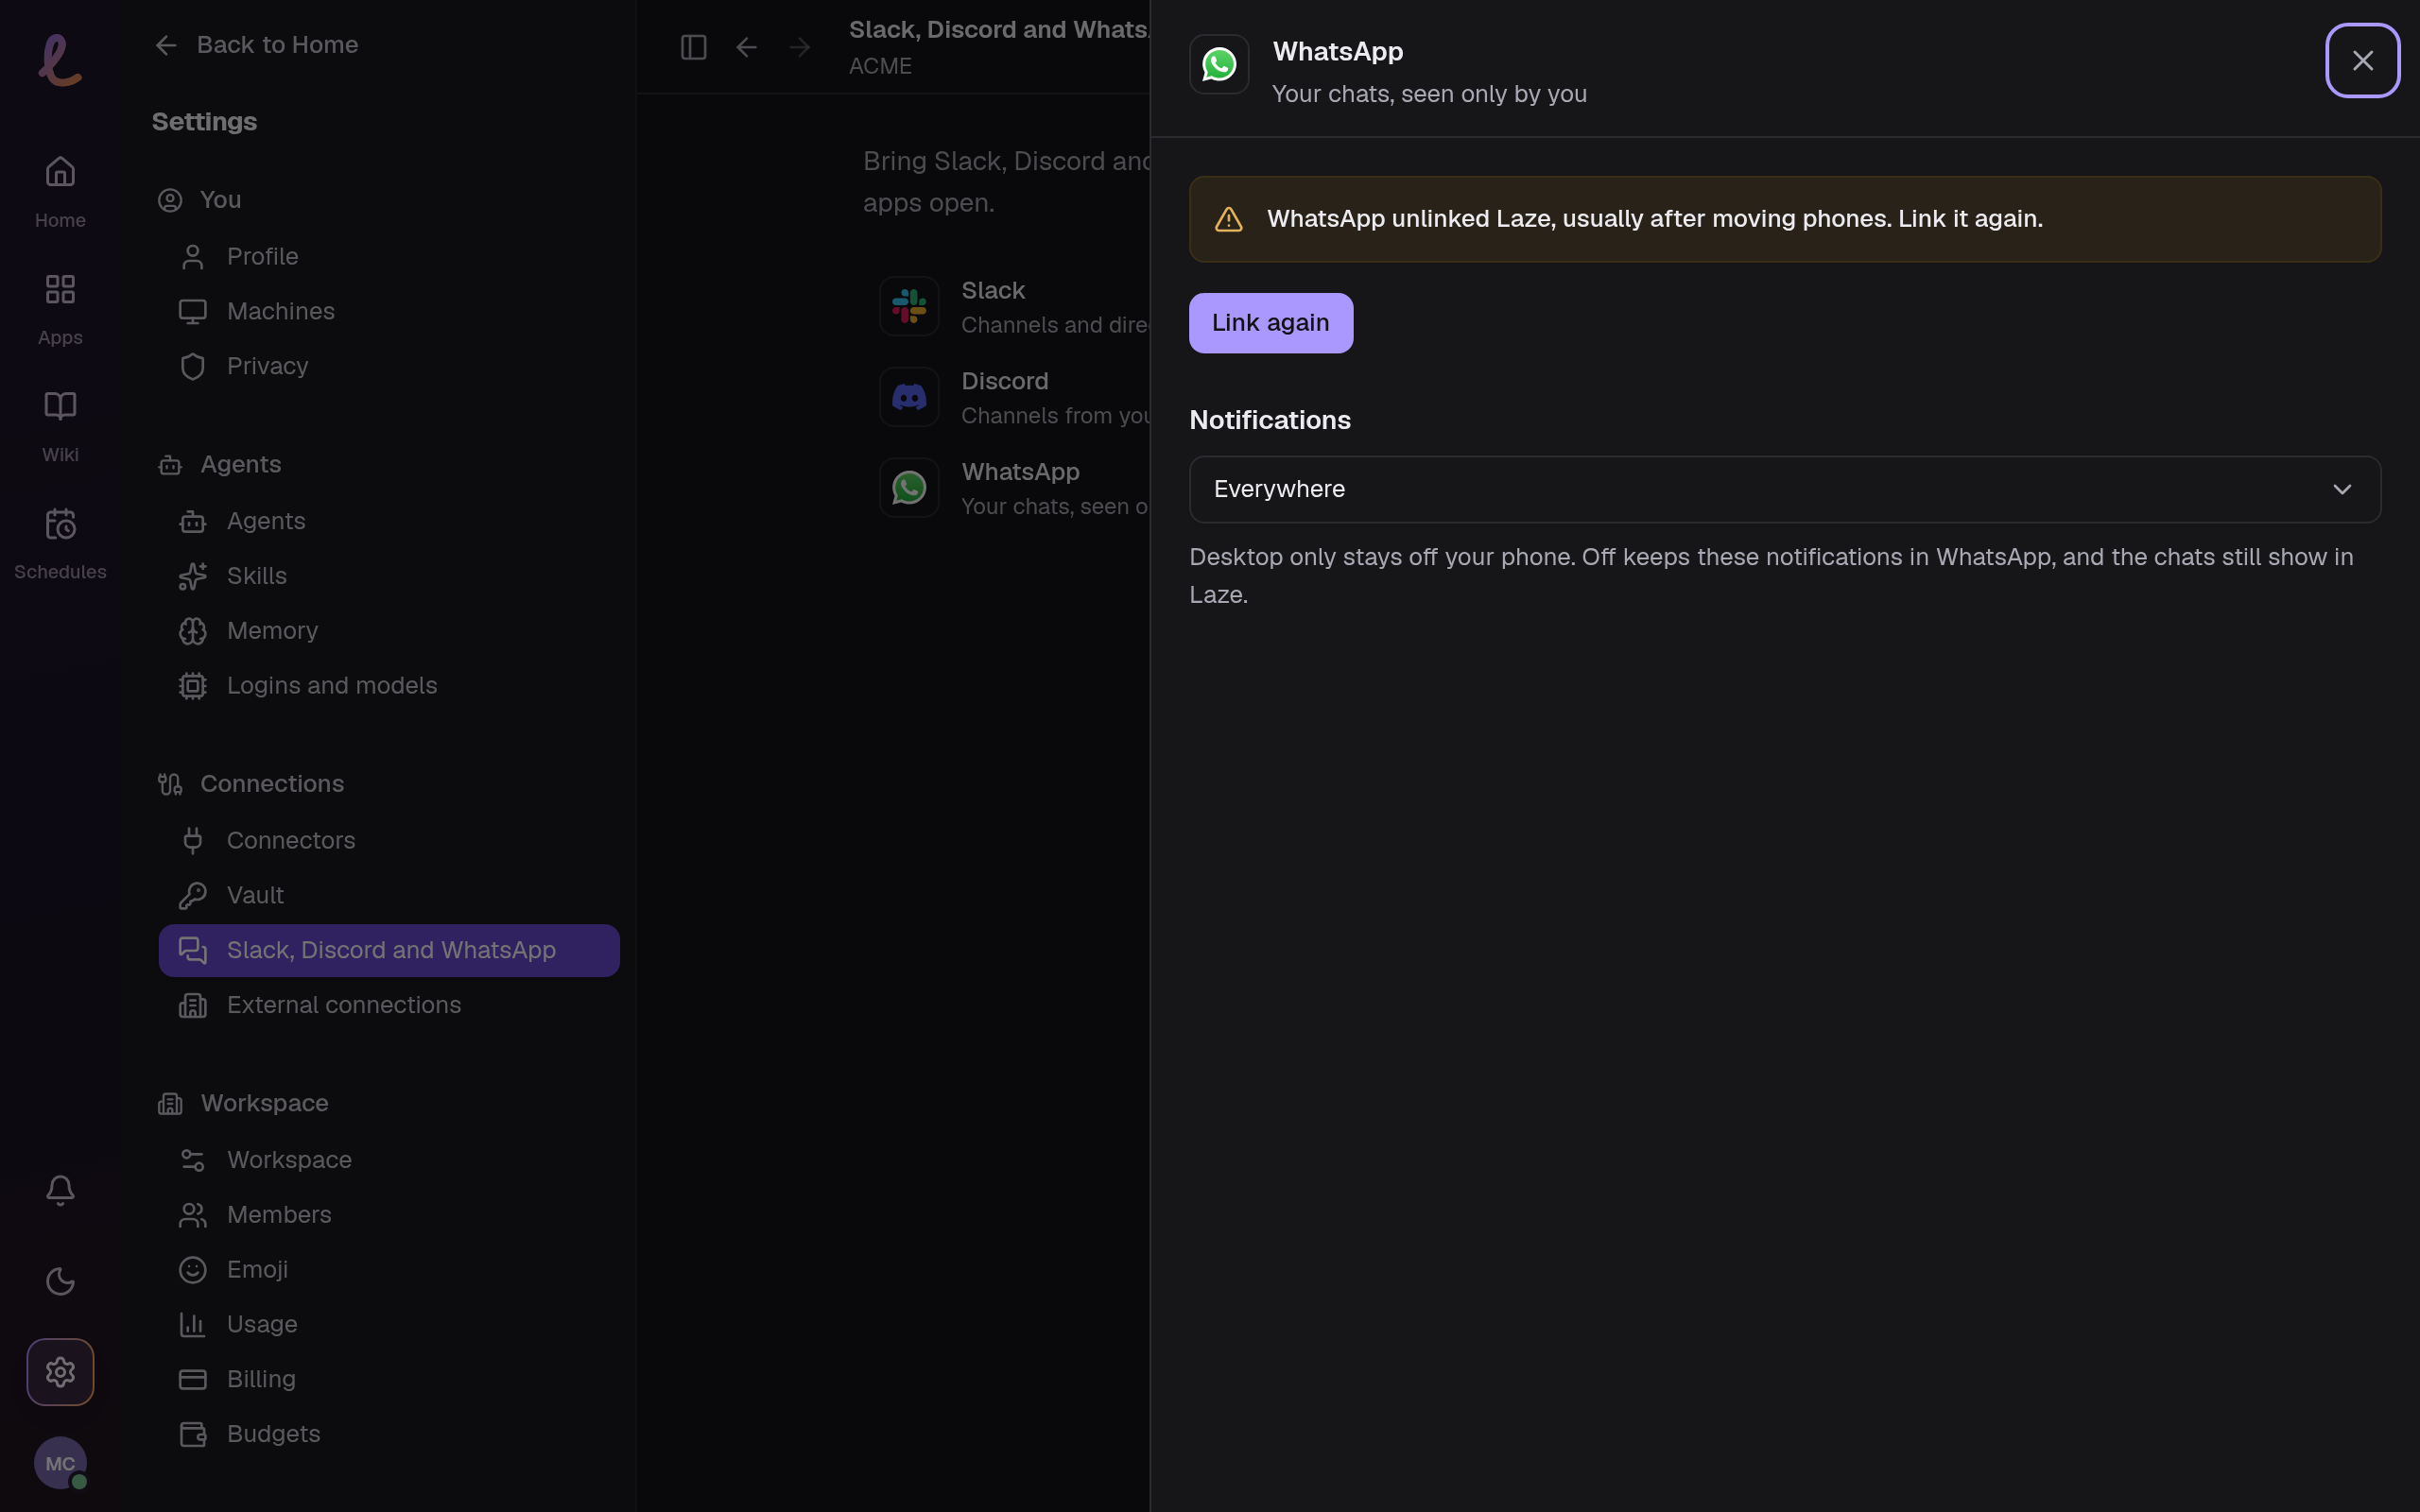 Home
Apps
Wiki
Schedules
MC
Back to Home
Settings
You
Profile
Machines
Privacy
Agents
Agents
Skills
Memory
Logins and models
Connections
Connectors
Vault
Slack, Discord and WhatsApp
External connections
Workspace
Workspace
Members
Emoji
Usage
Billing
Budgets
Slack, Discord and Whats
ACME
Bring Slack, Discord and
apps open.
Slack
Channels and dire
Discord
Channels from you
WhatsApp
Your chats, seen o
WhatsApp
Your chats, seen only by you
WhatsApp unlinked Laze, usually after moving phones. Link it again.
Link again
Notifications
Everywhere
Desktop only stays off your phone. Off keeps these notifications in WhatsApp, and the chats still show in
Laze.